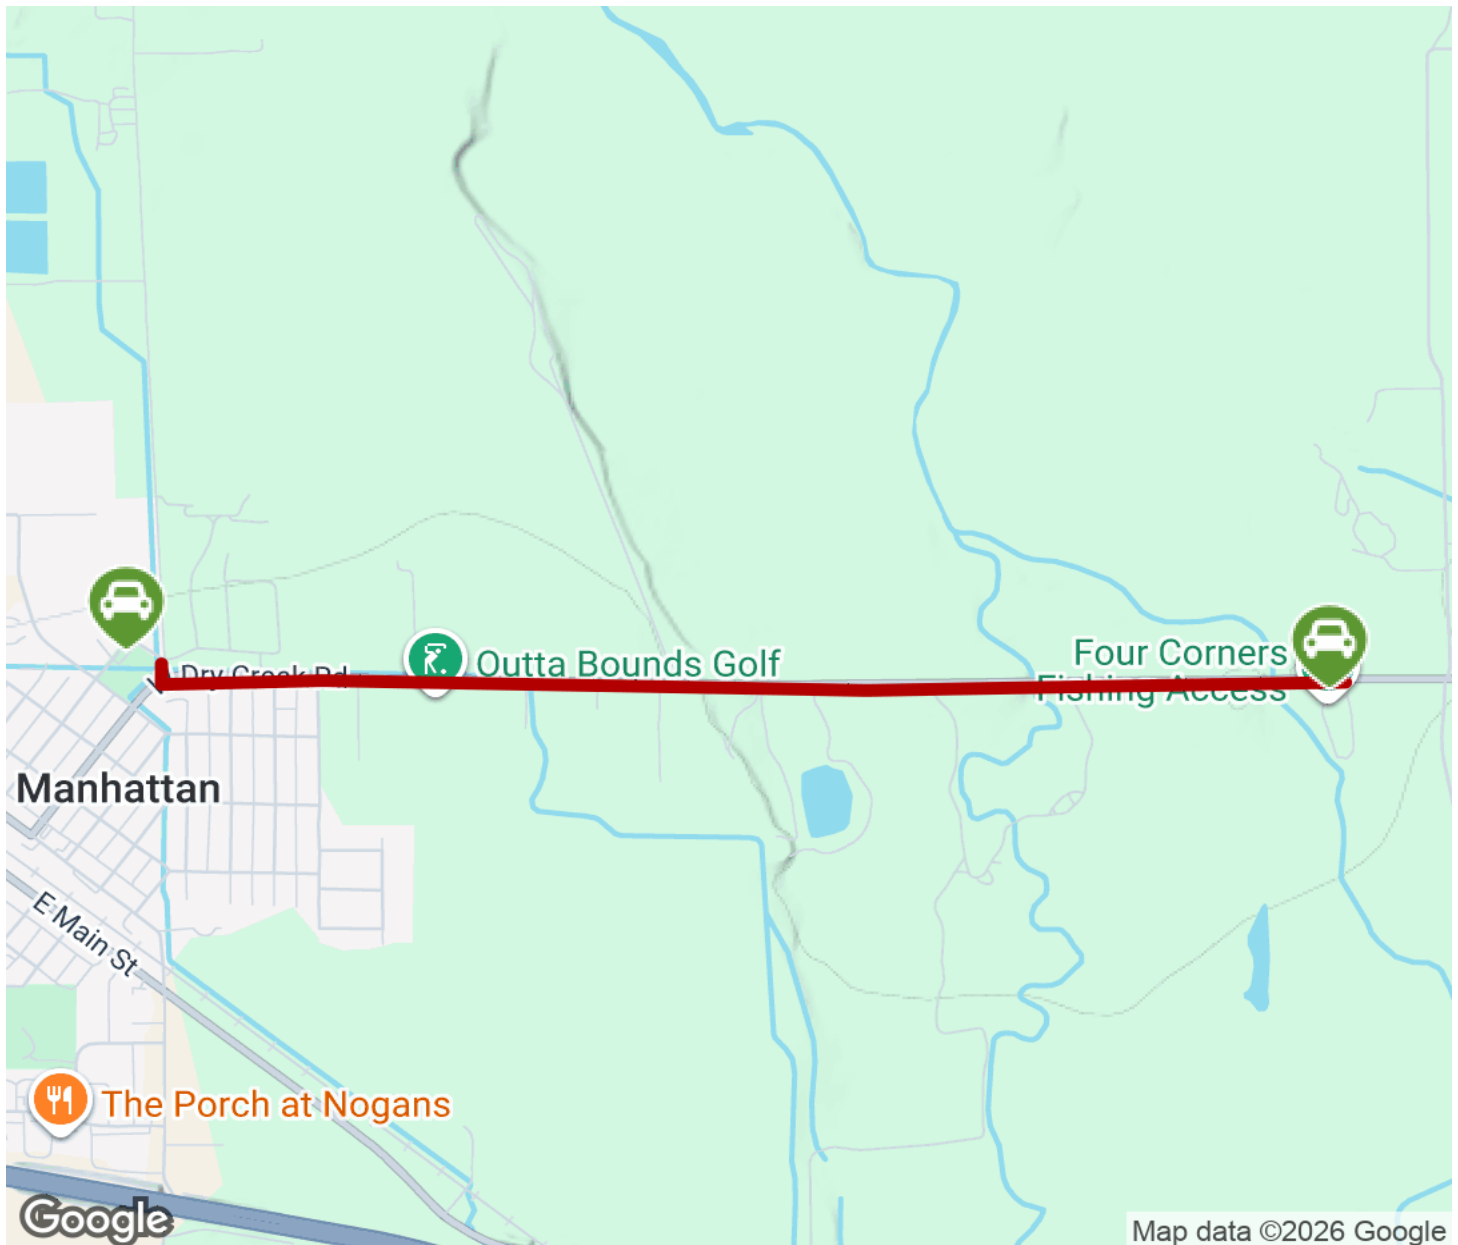 Four Corners
Fishing Access
Outta Bounds Golf
Dry Creek Rd
Manhattan
E Main St
The Porch at Nogans
Google
Map data ©2026 Google